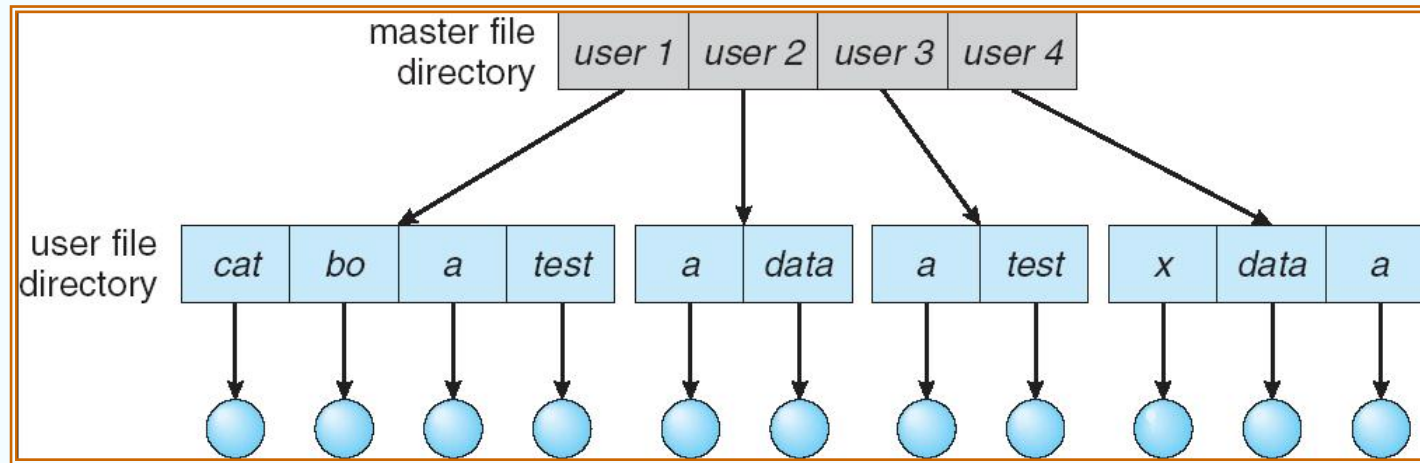 master file directory
user 1 user 2 user 3 user 4
user file directory
cat bo a test a data a test x data a